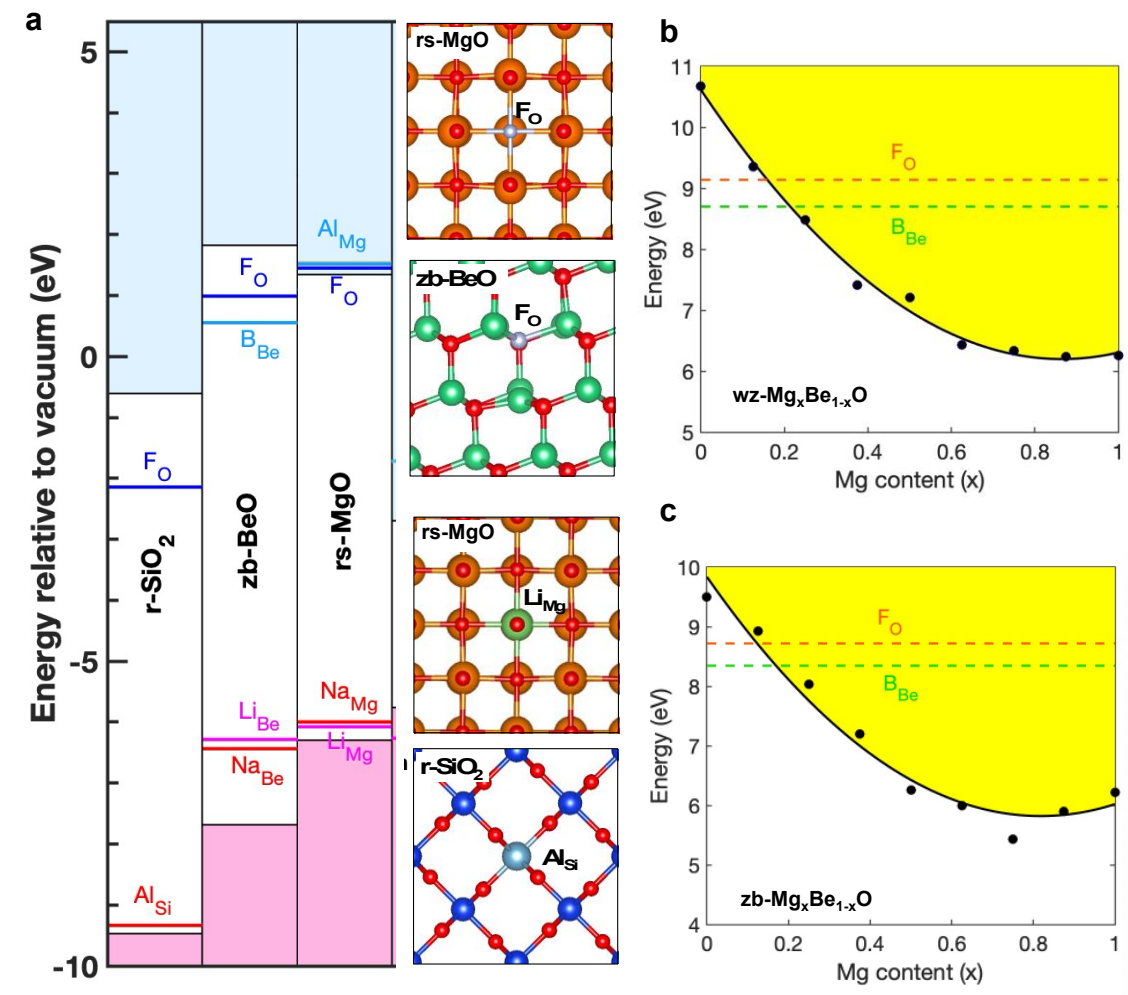 a
Energy relative to vacuum (eV)
5
0
-5
-10
F_O
r-SiO₂
Al_Si
F_O
B_Be
zb-BeO
Li_Be
Na_Be
Al_Mg
F_O
rs-MgO
Na_Mg
Li_Mg
rs-MgO
F_O
zb-BeO
F_O
rs-MgO
Li_Mg
r-SiO₂
Al_Si
b
Energy (eV)
11
10
9
8
7
6
5
F_O
B_Be
wz-MgₓBe₁₋ₓO
0 0.2 0.4 0.6 0.8 1
Mg content (x)
c
Energy (eV)
10
9
8
7
6
5
4
F_O
B_Be
zb-MgₓBe₁₋ₓO
0 0.2 0.4 0.6 0.8 1
Mg content (x)